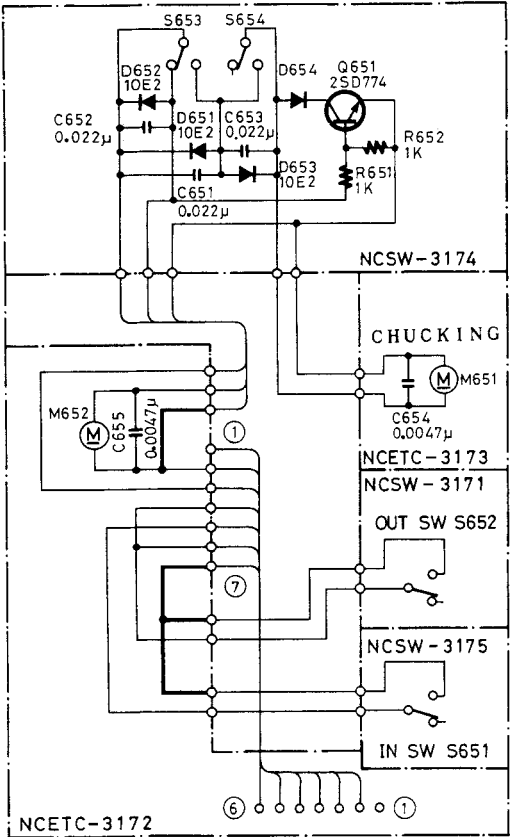 S653
S654
D652
10E2
D654
Q651
2SD774
C652
0.022µ
D651
10E2
C653
0.022µ
R652
1K
D653
10E2
R651
1K
C651
0.022µ
NCSW-3174
CHUCKING
M
M651
C654
0.0047µ
NCETC-3173
M652
M
C655
0.0047µ
1
NCSW-3171
OUT SW S652
7
NCSW-3175
IN SW S651
6
1
NCETC-3172